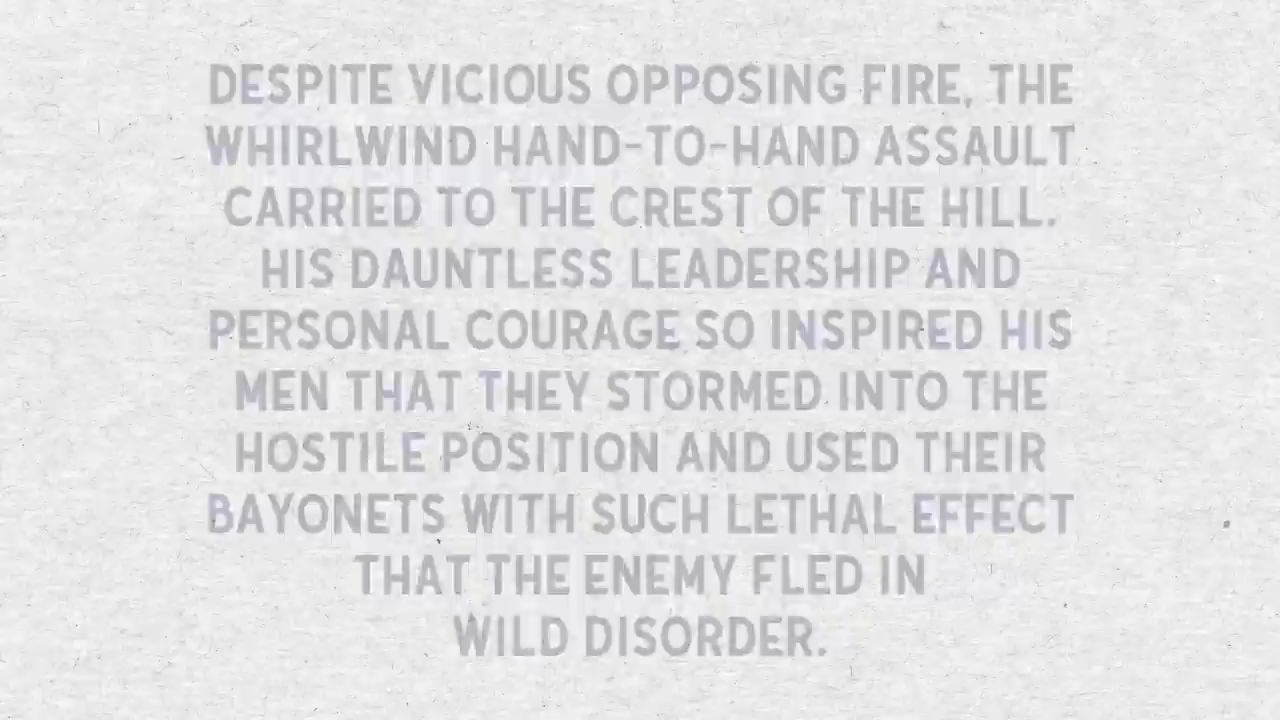 DESPITE VICIOUS OPPOSING FIRE, THE
WHIRLWIND HAND-TO-HAND ASSAULT
CARRIED TO THE CREST OF THE HILL.
HIS DAUNTLESS LEADERSHIP AND
PERSONAL COURAGE SO INSPIRED HIS
MEN THAT THEY STORMED INTO THE
HOSTILE POSITION AND USED THEIR
BAYONETS WITH SUCH LETHAL EFFECT
THAT THE ENEMY FLED IN
WILD DISORDER.